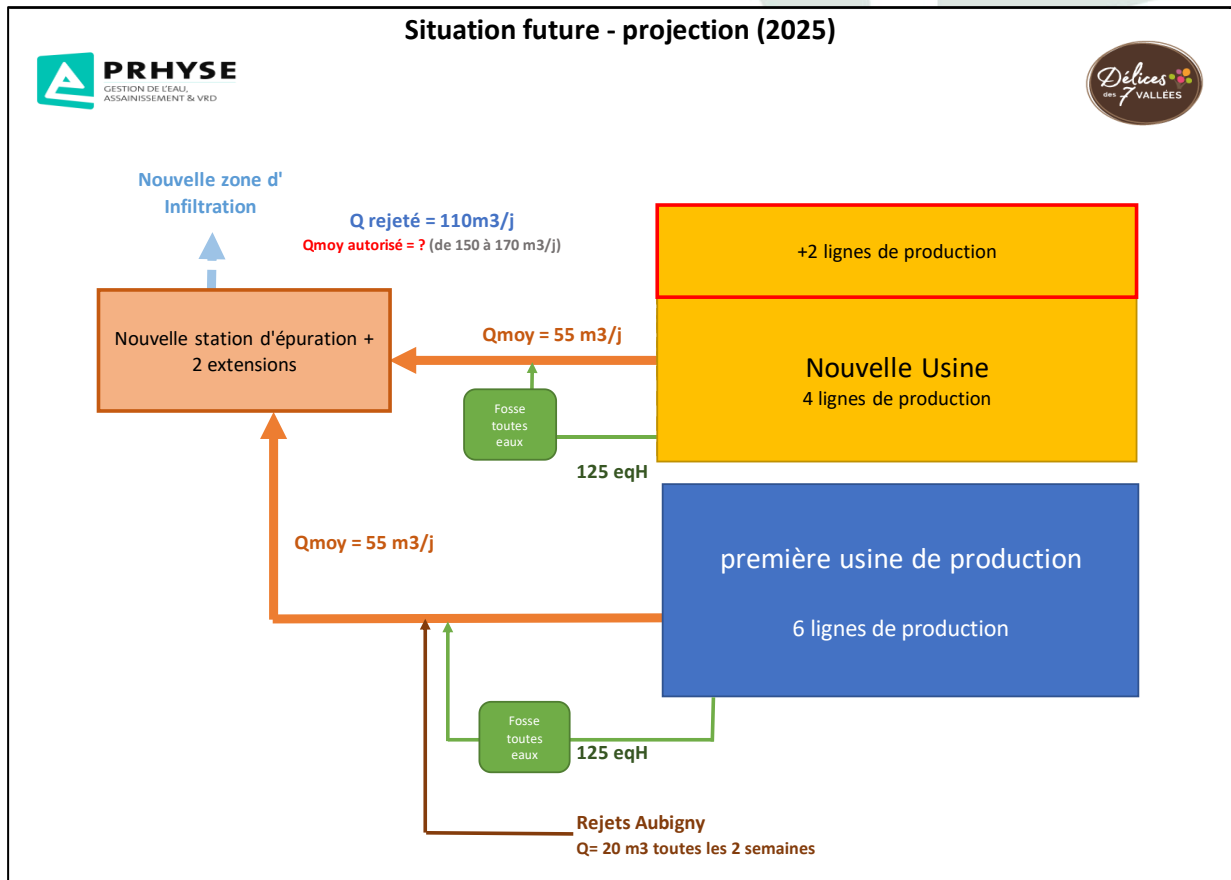 Situation future - projection (2025)
PRHYSE
GESTION DE L'EAU,
ASSAINISSEMENT & VRD
Délices
des 7 VALLÉES
Nouvelle zone d'
Infiltration
Q rejeté = 110m3/j
Qmoy autorisé = ? (de 150 à 170 m3/j)
+2 lignes de production
Nouvelle station d'épuration +
2 extensions
Qmoy = 55 m3/j
Nouvelle Usine
4 lignes de production
Fosse
toutes
eaux
125 eqH
Qmoy = 55 m3/j
première usine de production
6 lignes de production
Fosse
toutes
eaux
125 eqH
Rejets Aubigny
Q= 20 m3 toutes les 2 semaines